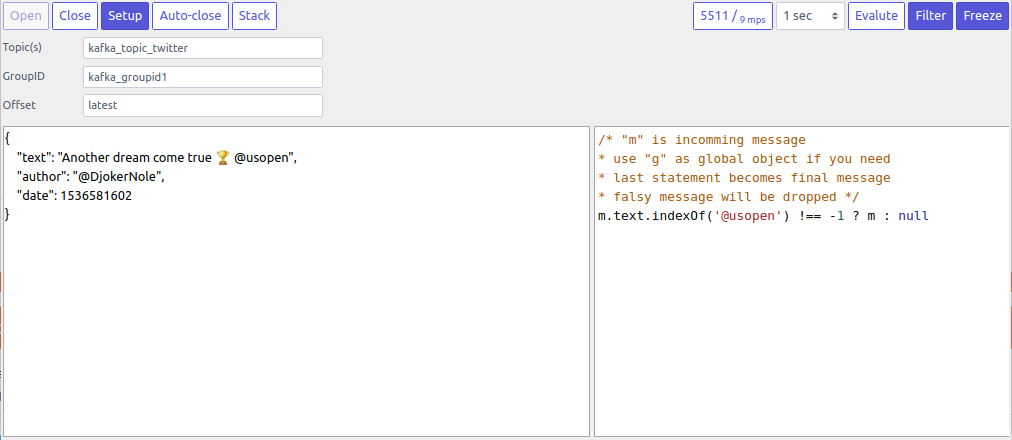 Open Close Setup Auto-close Stack 5511 / 9 mps 1 sec Evalute Filter Freeze
Topic(s) kafka_topic_twitter
GroupID kafka_groupid1
Offset latest
{
"text": "Another dream come true 🏆 @usopen",
"author": "@DjokerNole",
"date": 1536581602
}
/* "m" is incomming message
* use "g" as global object if you need
* last statement becomes final message
* falsy message will be dropped */
m.text.indexOf('@usopen') !== -1 ? m : null